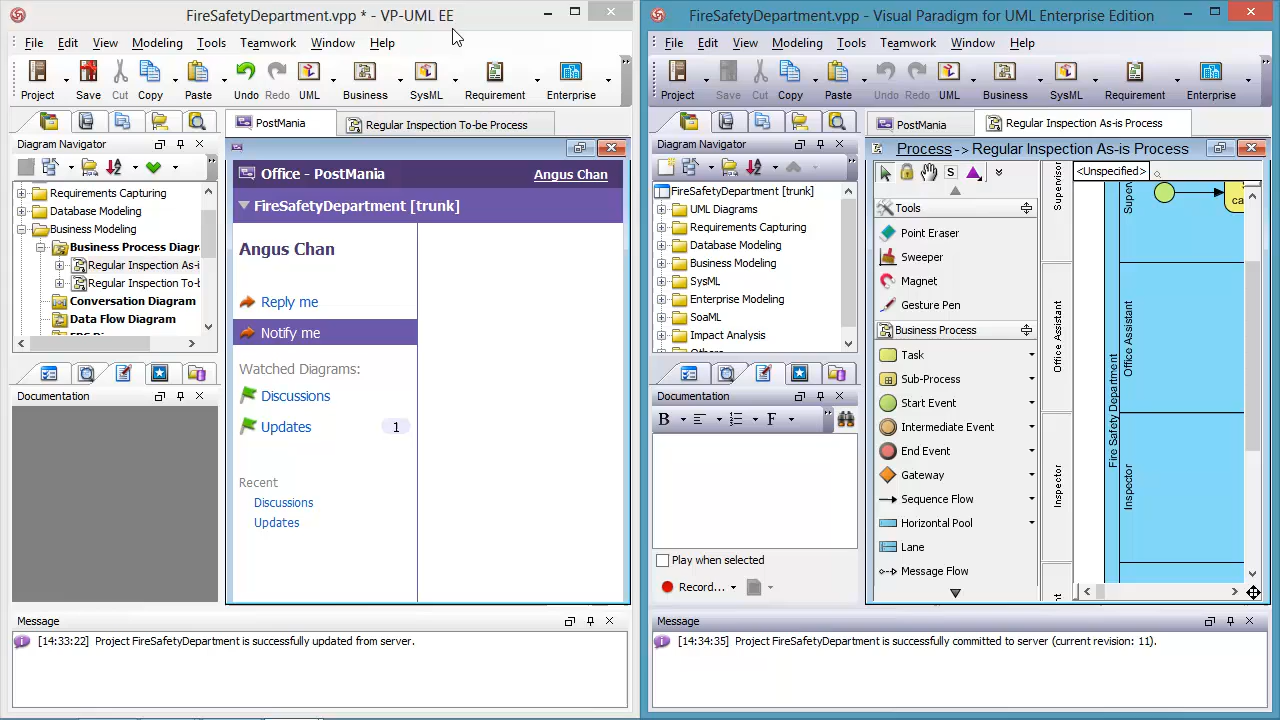 FireSafetyDepartment.vpp * - VP-UML EE
File Edit View Modeling Tools Teamwork Window Help
Project Save Cut Copy Paste Undo Redo UML Business SysML Requirement Enterprise
PostMania
Regular Inspection To-be Process
Diagram Navigator
Requirements Capturing
Database Modeling
Business Modeling
Business Process Diagr
Regular Inspection As-i
Regular Inspection To-b
Conversation Diagram
Data Flow Diagram
Documentation
Office - PostMania
Angus Chan
FireSafetyDepartment [trunk]
Angus Chan
Reply me
Notify me
Watched Diagrams:
Discussions
Updates 1
Recent
Discussions
Updates
Message
[14:33:22] Project FireSafetyDepartment is successfully updated from server.
FireSafetyDepartment.vpp - Visual Paradigm for UML Enterprise Edition
File Edit View Modeling Tools Teamwork Window Help
Project Save Cut Copy Paste Undo Redo UML Business SysML Requirement Enterprise
PostMania
Regular Inspection As-is Process
Diagram Navigator
FireSafetyDepartment [trunk]
UML Diagrams
Requirements Capturing
Database Modeling
Business Modeling
SysML
Enterprise Modeling
SoaML
Impact Analysis
Others
Documentation
B F
Play when selected
Record...
Process -> Regular Inspection As-is Process
S
Tools
Point Eraser
Sweeper
Magnet
Gesture Pen
Business Process
Task
Sub-Process
Start Event
Intermediate Event
End Event
Gateway
Sequence Flow
Horizontal Pool
Lane
Message Flow
<Unspecified>
Supervisor
Office Assistant
Inspector
Fire Safety Department
Super
Office Assistant
Inspector
ca
Message
[14:34:35] Project FireSafetyDepartment is successfully committed to server (current revision: 11).